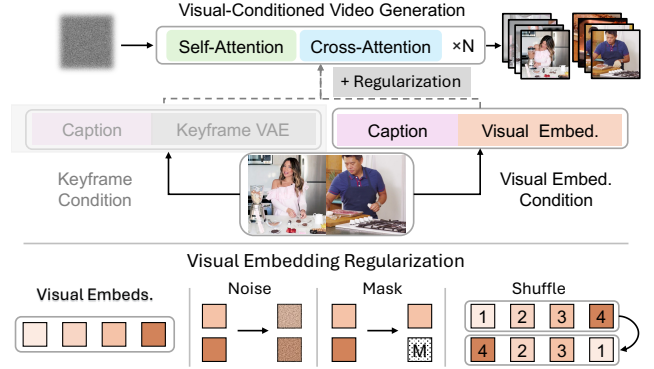 Visual-Conditioned Video Generation
Self-Attention Cross-Attention ×N
+ Regularization
Caption Keyframe VAE Caption Visual Embed.
Keyframe
Condition
Visual Embed.
Condition
Visual Embedding Regularization
Visual Embeds.
Noise
Mask
M
Shuffle
1 2 3 4
4 2 3 1